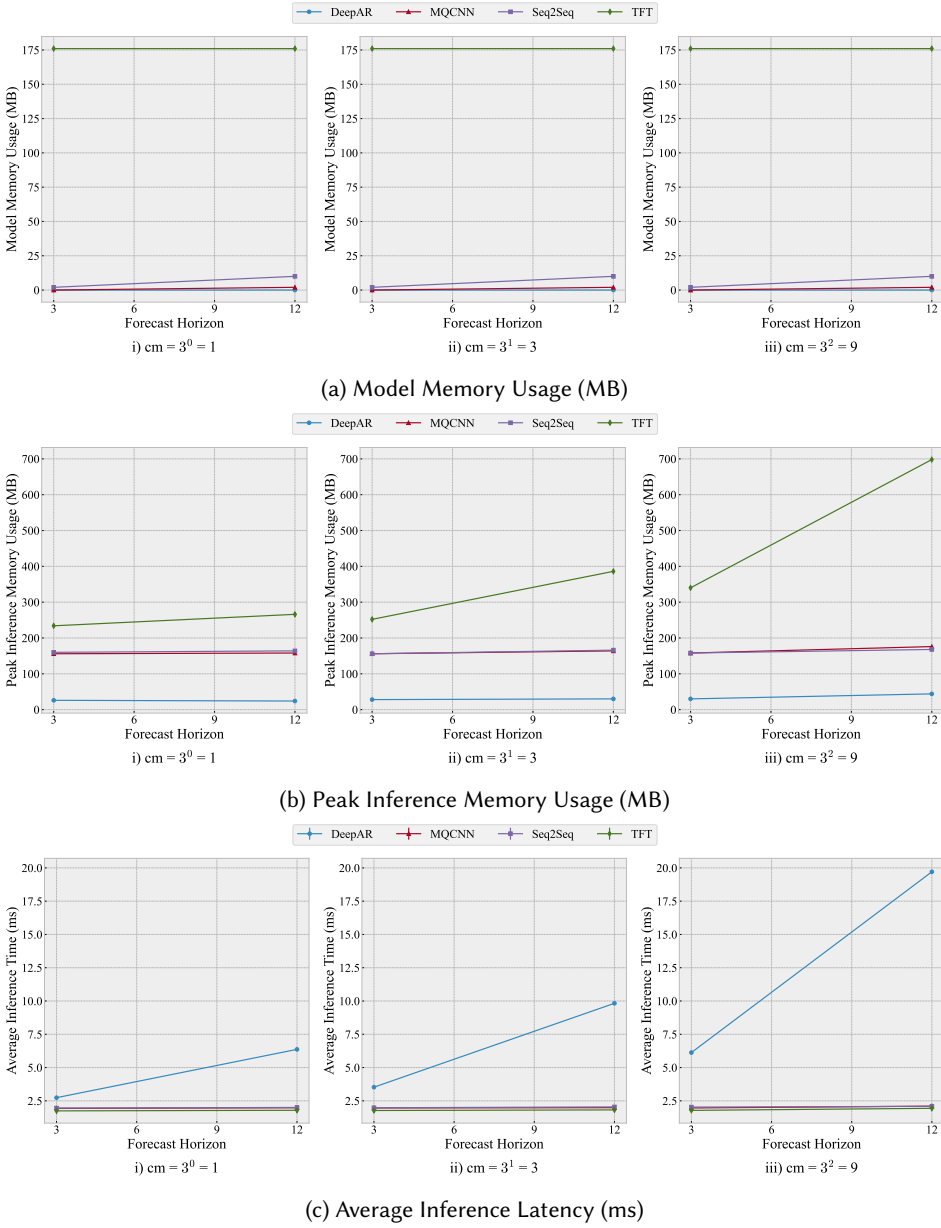 DeepAR MQCNN Seq2Seq TFT
Model Memory Usage (MB) Model Memory Usage (MB) Model Memory Usage (MB)
175 175 175
150 150 150
125 125 125
100 100 100
75 75 75
50 50 50
25 25 25
0 0 0
3 6 9 12 3 6 9 12 3 6 9 12
Forecast Horizon Forecast Horizon Forecast Horizon
i) cm = 3⁰ = 1 ii) cm = 3¹ = 3 iii) cm = 3² = 9
(a) Model Memory Usage (MB)
DeepAR MQCNN Seq2Seq TFT
Peak Inference Memory Usage (MB) Peak Inference Memory Usage (MB) Peak Inference Memory Usage (MB)
700 700 700
600 600 600
500 500 500
400 400 400
300 300 300
200 200 200
100 100 100
0 0 0
3 6 9 12 3 6 9 12 3 6 9 12
Forecast Horizon Forecast Horizon Forecast Horizon
i) cm = 3⁰ = 1 ii) cm = 3¹ = 3 iii) cm = 3² = 9
(b) Peak Inference Memory Usage (MB)
DeepAR MQCNN Seq2Seq TFT
Average Inference Time (ms) Average Inference Time (ms) Average Inference Time (ms)
20.0 20.0 20.0
17.5 17.5 17.5
15.0 15.0 15.0
12.5 12.5 12.5
10.0 10.0 10.0
7.5 7.5 7.5
5.0 5.0 5.0
2.5 2.5 2.5
3 6 9 12 3 6 9 12 3 6 9 12
Forecast Horizon Forecast Horizon Forecast Horizon
i) cm = 3⁰ = 1 ii) cm = 3¹ = 3 iii) cm = 3² = 9
(c) Average Inference Latency (ms)